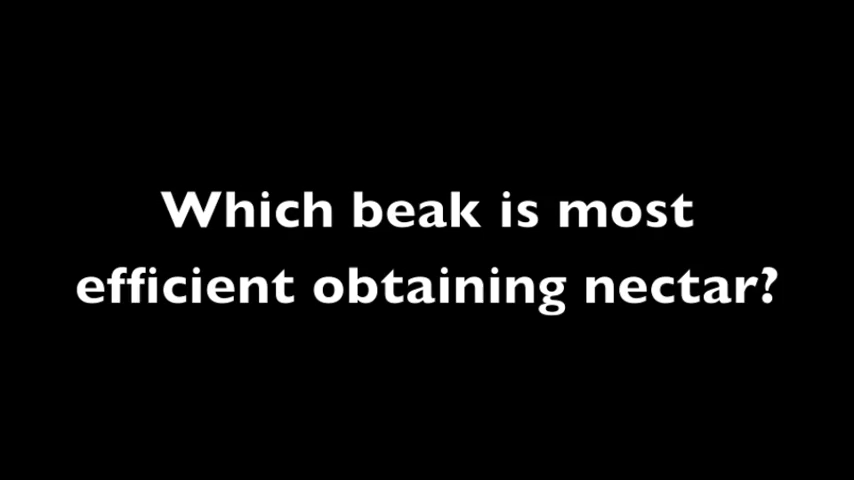 Which beak is most
efficient obtaining nectar?